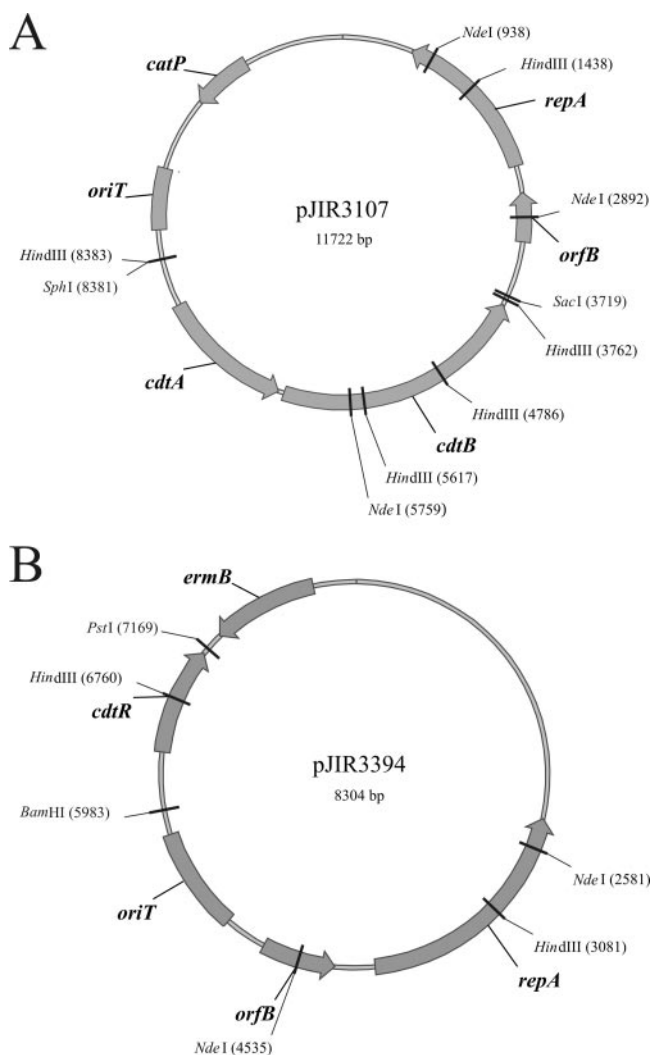 A
NdeI (938)
HindIII (1438)
catP
repA
oriT
pJIR3107
11722 bp
NdeI (2892)
orfB
HindIII (8383)
SphI (8381)
SacI (3719)
HindIII (3762)
cdtA
HindIII (4786)
cdtB
HindIII (5617)
NdeI (5759)
B
ermB
PstI (7169)
HindIII (6760)
cdtR
pJIR3394
8304 bp
BamHI (5983)
NdeI (2581)
oriT
HindIII (3081)
repA
orfB
NdeI (4535)